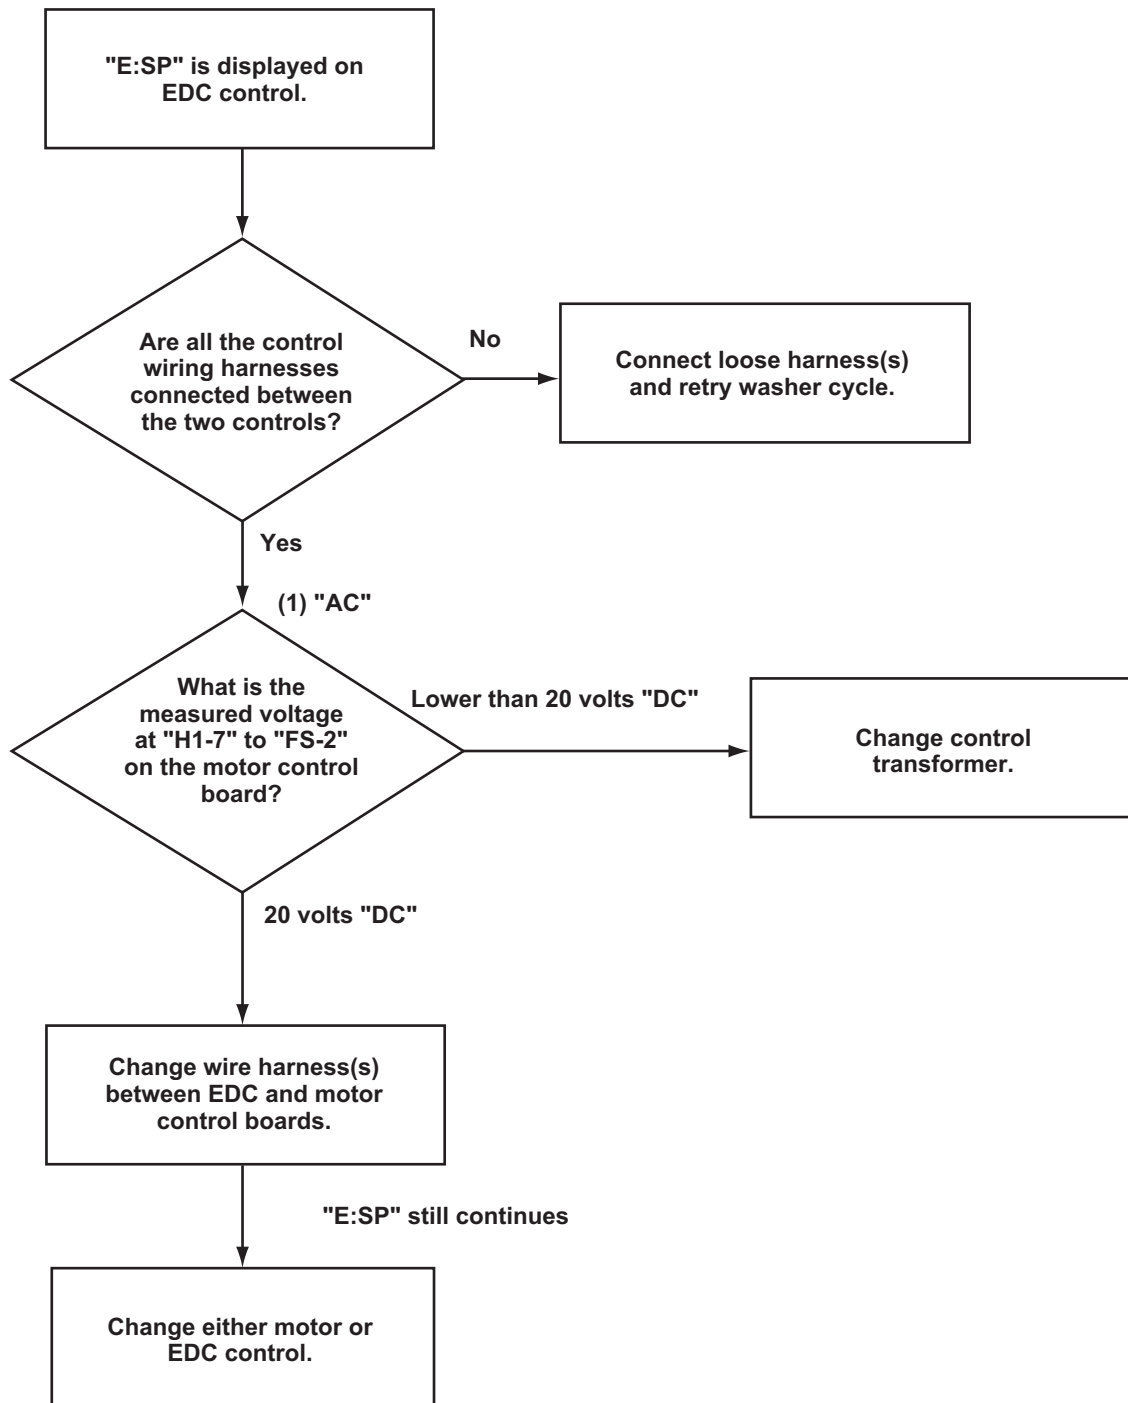 "E:SP" is displayed on
EDC control.
Are all the control
wiring harnesses
connected between
the two controls?
No
Connect loose harness(s)
and retry washer cycle.
Yes
(1) "AC"
What is the
measured voltage
at "H1-7" to "FS-2"
on the motor control
board?
Lower than 20 volts "DC"
Change control
transformer.
20 volts "DC"
Change wire harness(s)
between EDC and motor
control boards.
"E:SP" still continues
Change either motor or
EDC control.